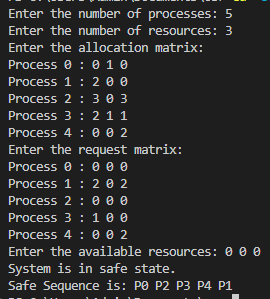 Enter the number of processes: 5
Enter the number of resources: 3
Enter the allocation matrix:
Process 0 : 0 1 0
Process 1 : 2 0 0
Process 2 : 3 0 3
Process 3 : 2 1 1
Process 4 : 0 0 2
Enter the request matrix:
Process 0 : 0 0 0
Process 1 : 2 0 2
Process 2 : 0 0 0
Process 3 : 1 0 0
Process 4 : 0 0 2
Enter the available resources: 0 0 0
System is in safe state.
Safe Sequence is: P0 P2 P3 P4 P1